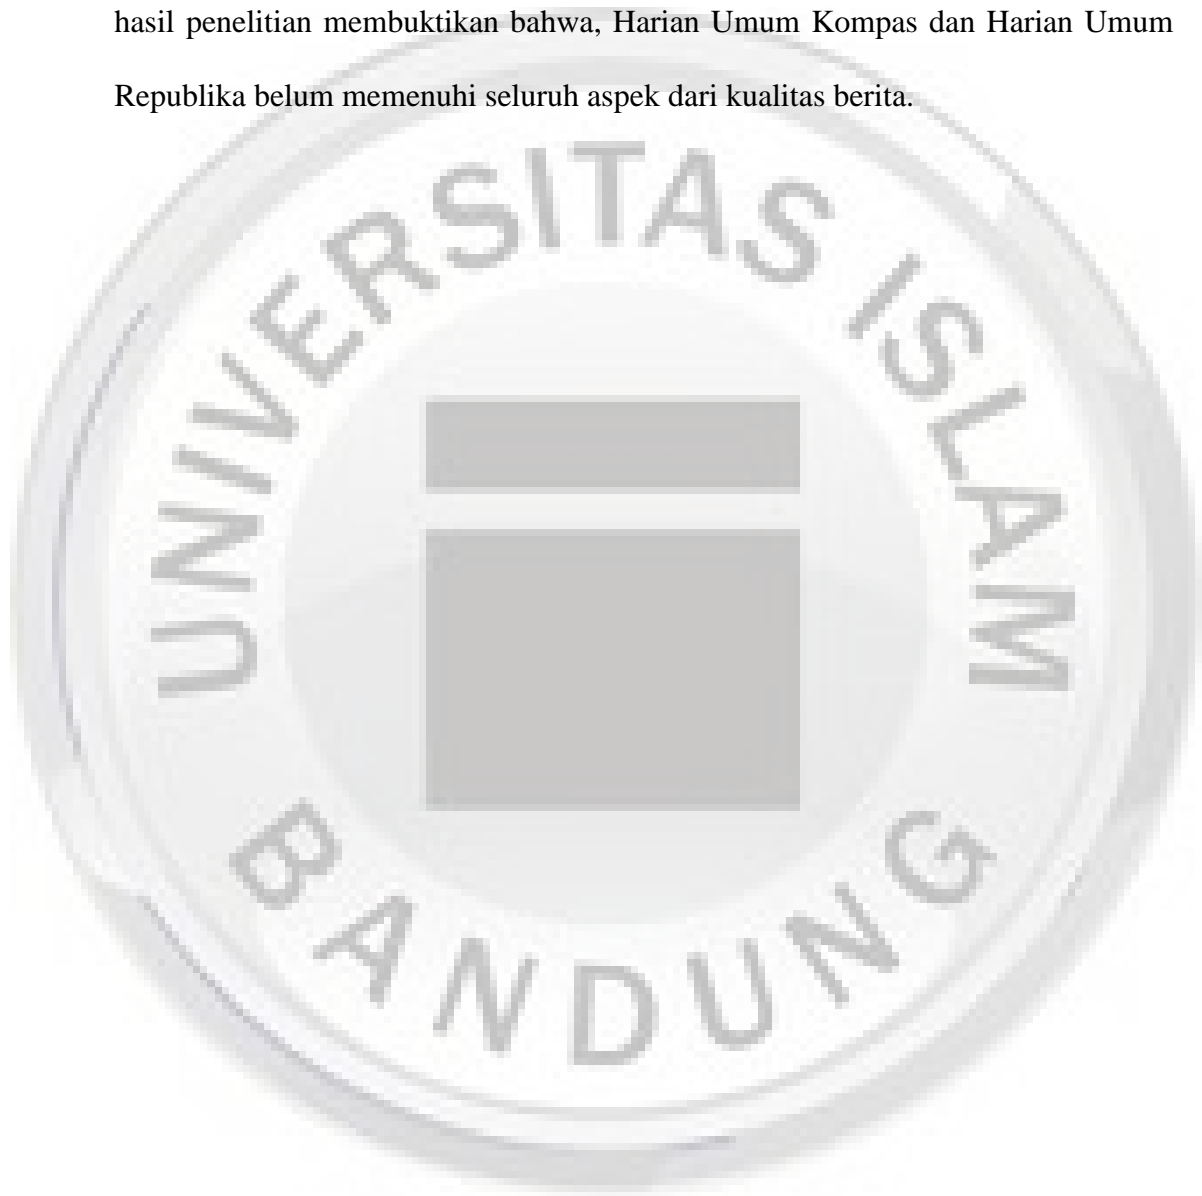 hasil penelitian membuktikan bahwa, Harian Umum Kompas dan Harian Umum
Republika belum memenuhi seluruh aspek dari kualitas berita.
UNIVERSITAS ISLAM
BANDUNG